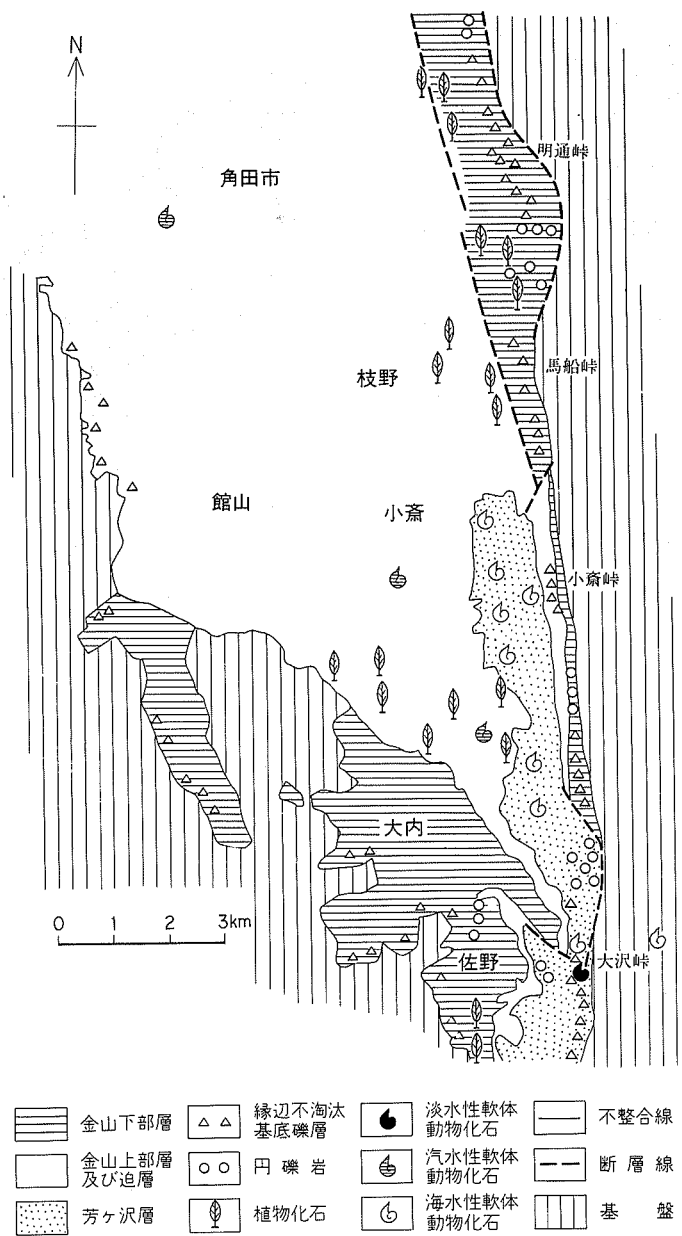 N
明通峠
角田市
馬船峠
枝野
館山
小斎
小斎峠
大内
0 1 2 3km
佐野
大沢峠
金山下部層
縁辺不淘汰
基底礫層
淡水性軟体
動物化石
不整合線
金山上部層
及び迫層
円礫岩
汽水性軟体
動物化石
断層線
芳ヶ沢層
植物化石
海水性軟体
動物化石
基盤